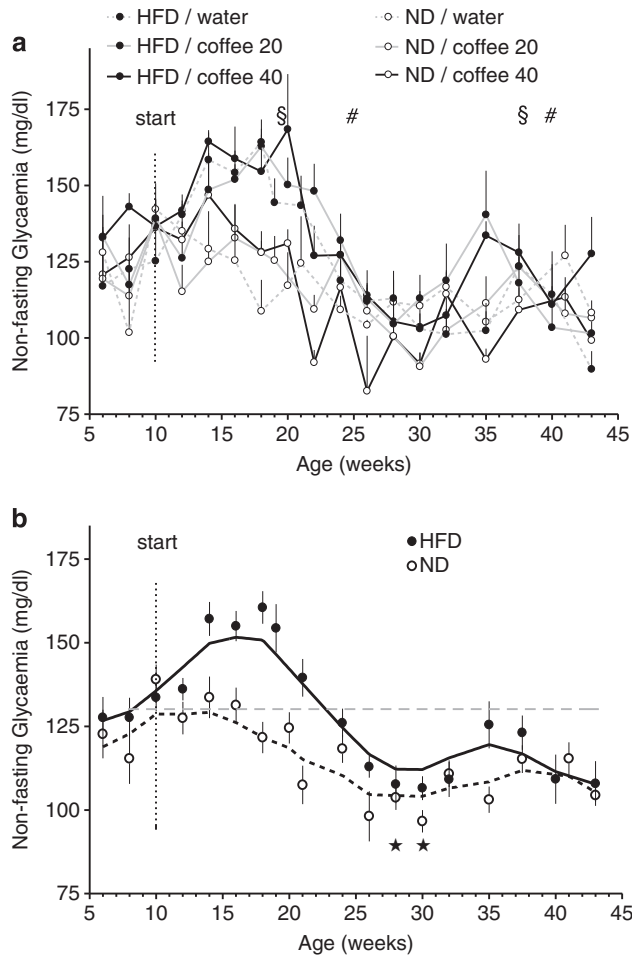 a
HFD / water
ND / water
HFD / coffee 20
ND / coffee 20
HFD / coffee 40
ND / coffee 40
Non-fasting Glycaemia (mg/dl)
175
150
125
100
75
start
§
#
§
#
5 10 15 20 25 30 35 40 45
Age (weeks)
b
Non-fasting Glycaemia (mg/dl)
175
150
125
100
75
start
HFD
ND
★ ★
5 10 15 21 25 30 35 40 45
Age (weeks)